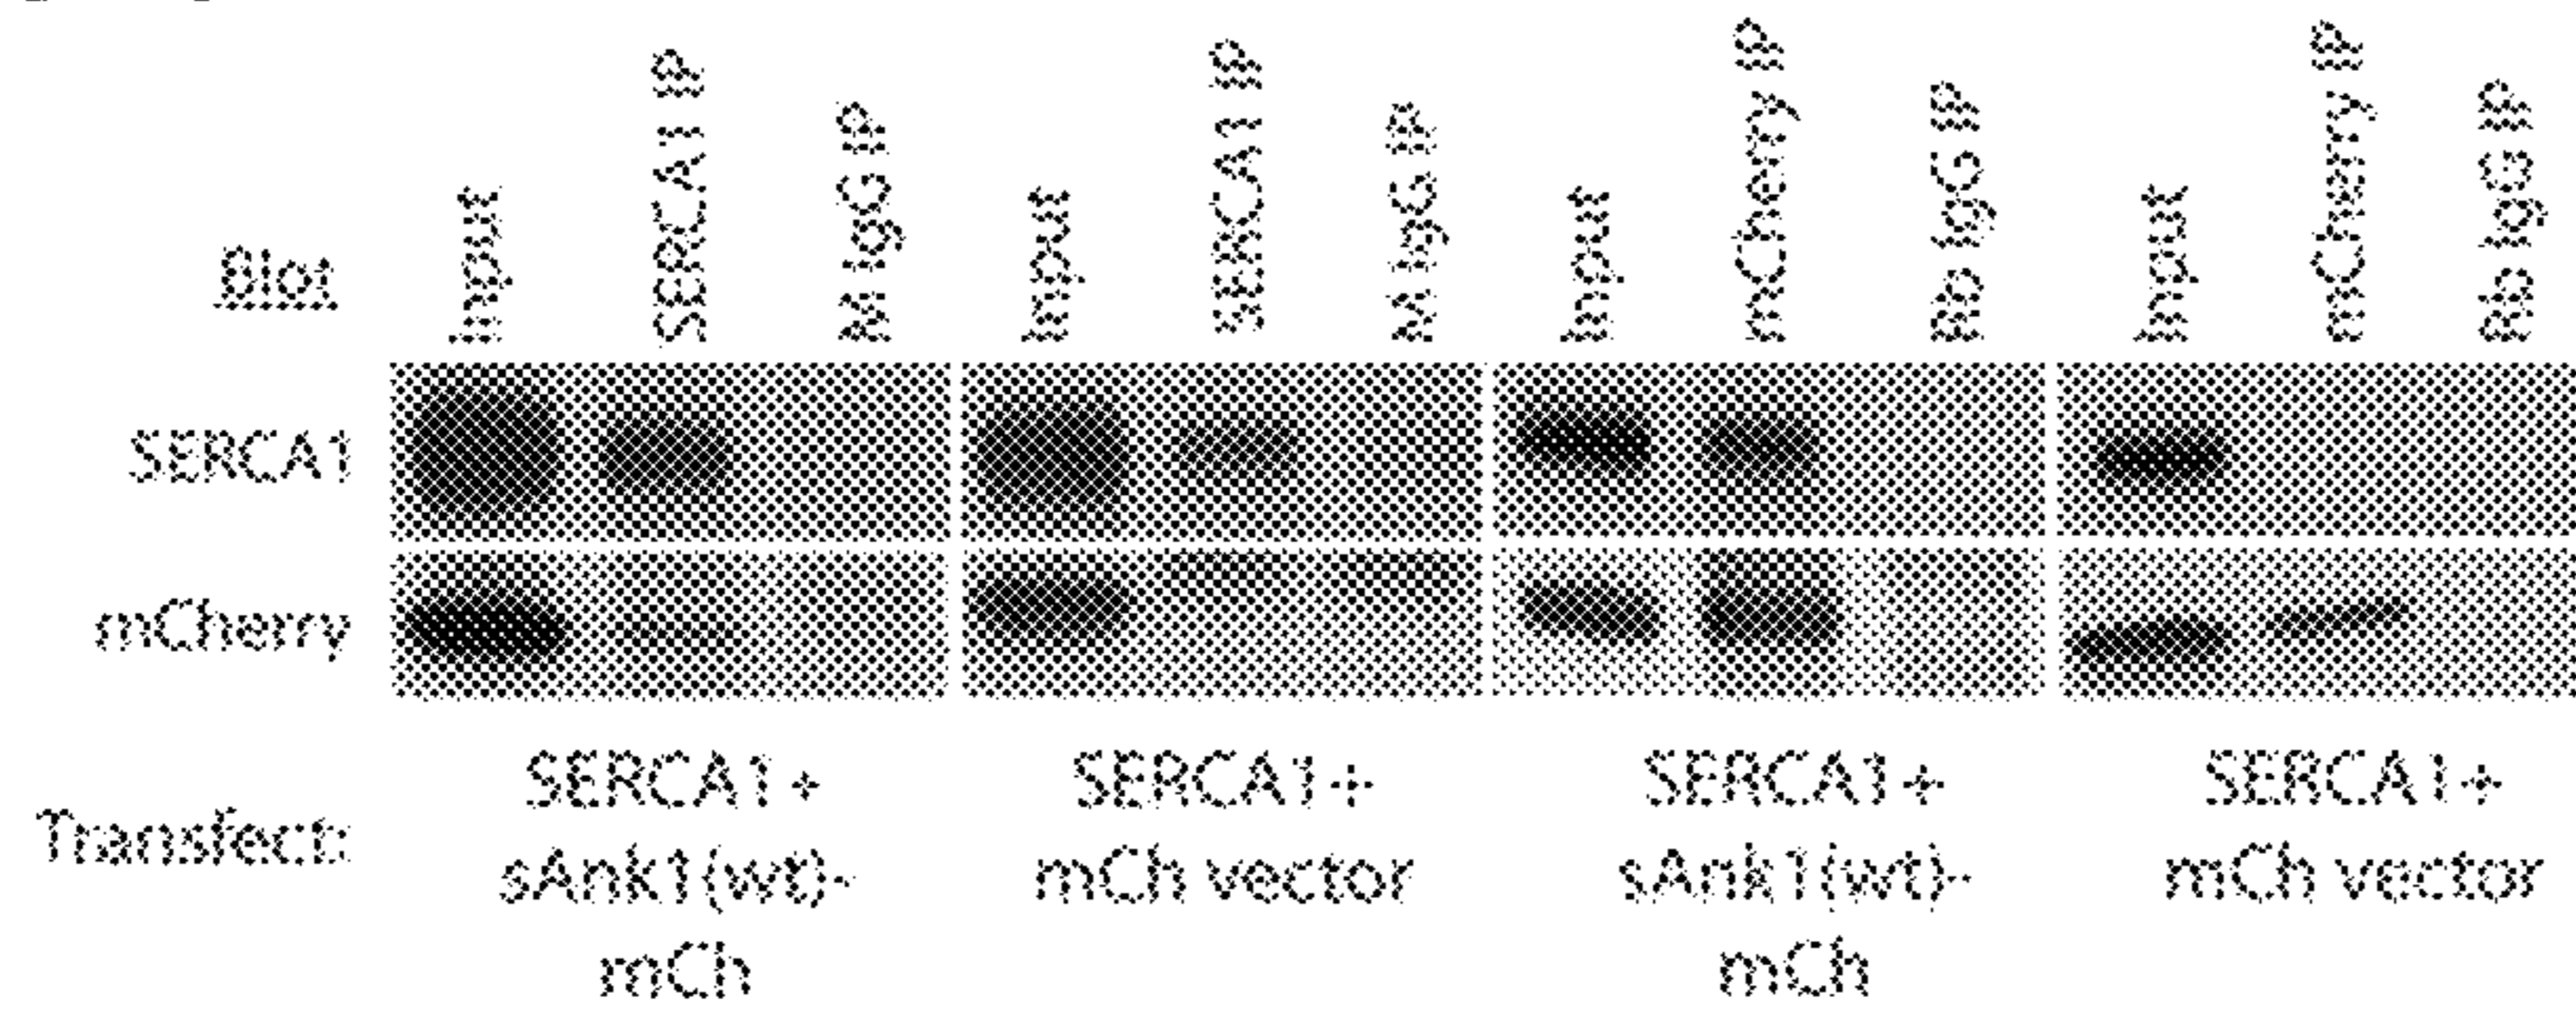 Blot
Input
SERCA1 IP
M IgG IP
Input
SERCA1 IP
M IgG IP
Input
mCherry IP
Rb IgG IP
Input
mCherry IP
Rb IgG IP
SERCA1
mCherry
Transfect:
SERCA1+
sAnk1(wt)-
mCh
SERCA1+
mCh vector
SERCA1+
sAnk1(wt)-
mCh
SERCA1+
mCh vector